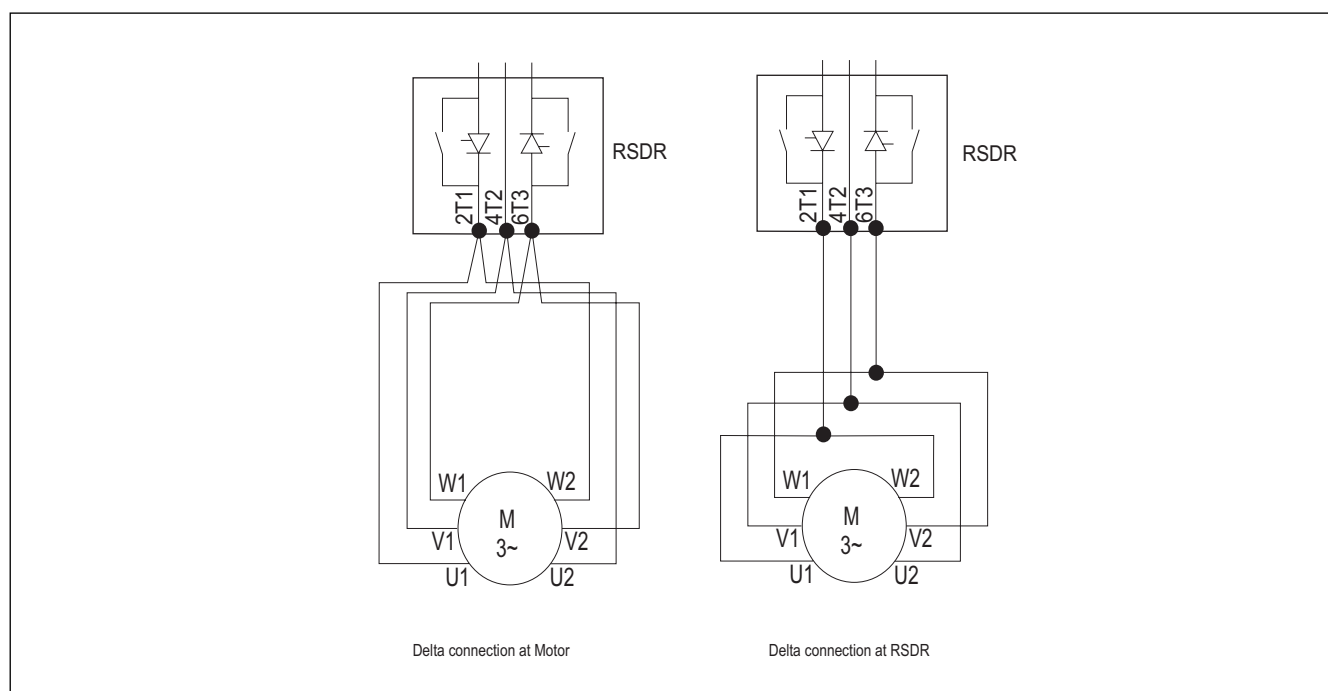 RSDR
2T1
4T2
6T3
W1
W2
M
3~
V1
V2
U1
U2
Delta connection at Motor
RSDR
2T1
4T2
6T3
W1
W2
M
3~
V1
V2
U1
U2
Delta connection at RSDR